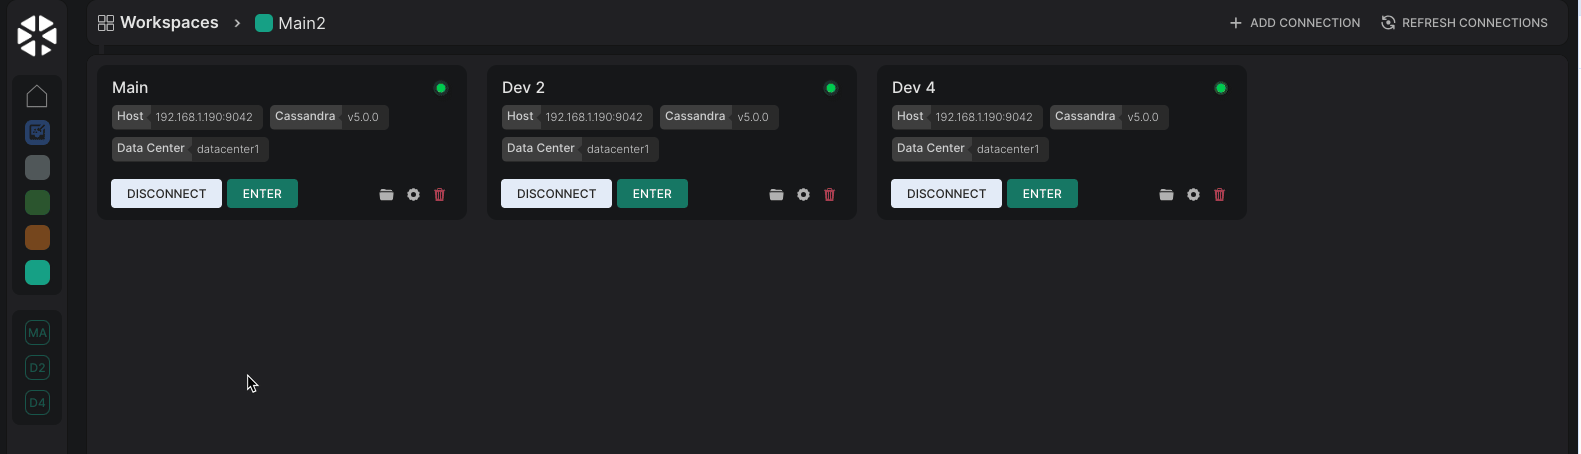 Workspaces > Main2
+ ADD CONNECTION REFRESH CONNECTIONS
Main
Host 192.168.1.190:9042 Cassandra v5.0.0
Data Center datacenter1
DISCONNECT ENTER
Dev 2
Host 192.168.1.190:9042 Cassandra v5.0.0
Data Center datacenter1
DISCONNECT ENTER
Dev 4
Host 192.168.1.190:9042 Cassandra v5.0.0
Data Center datacenter1
DISCONNECT ENTER
MA
D2
D4